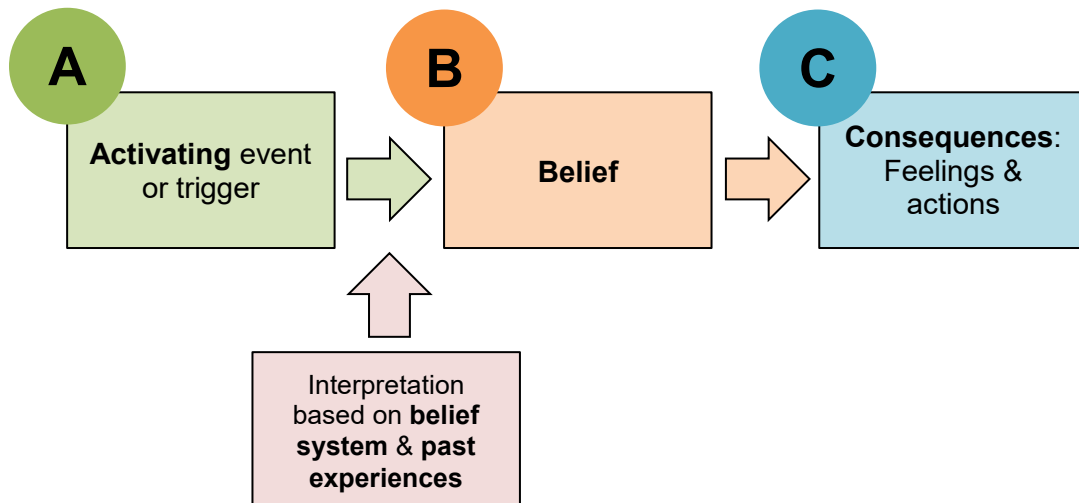 A
B
C
Activating event
or trigger
Belief
Consequences:
Feelings &
actions
Interpretation
based on belief
system & past
experiences